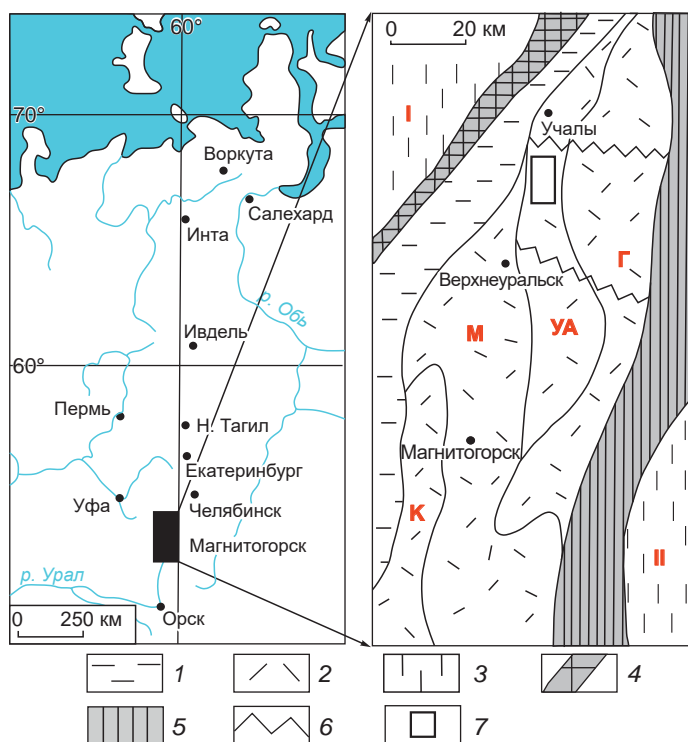 60°
70°
Воркута
Салехард
Инта
р. Обь
Ивдель
60°
Пермь
Н. Тагил
Екатеринбург
Уфа
Челябинск
Магнитогорск
р. Урал
0 250 км
Орск
0 20 км
I
Учалы
Г
Верхнеуральск
М
УА
Магнитогорск
К
II
1
2
3
4
5
6
7